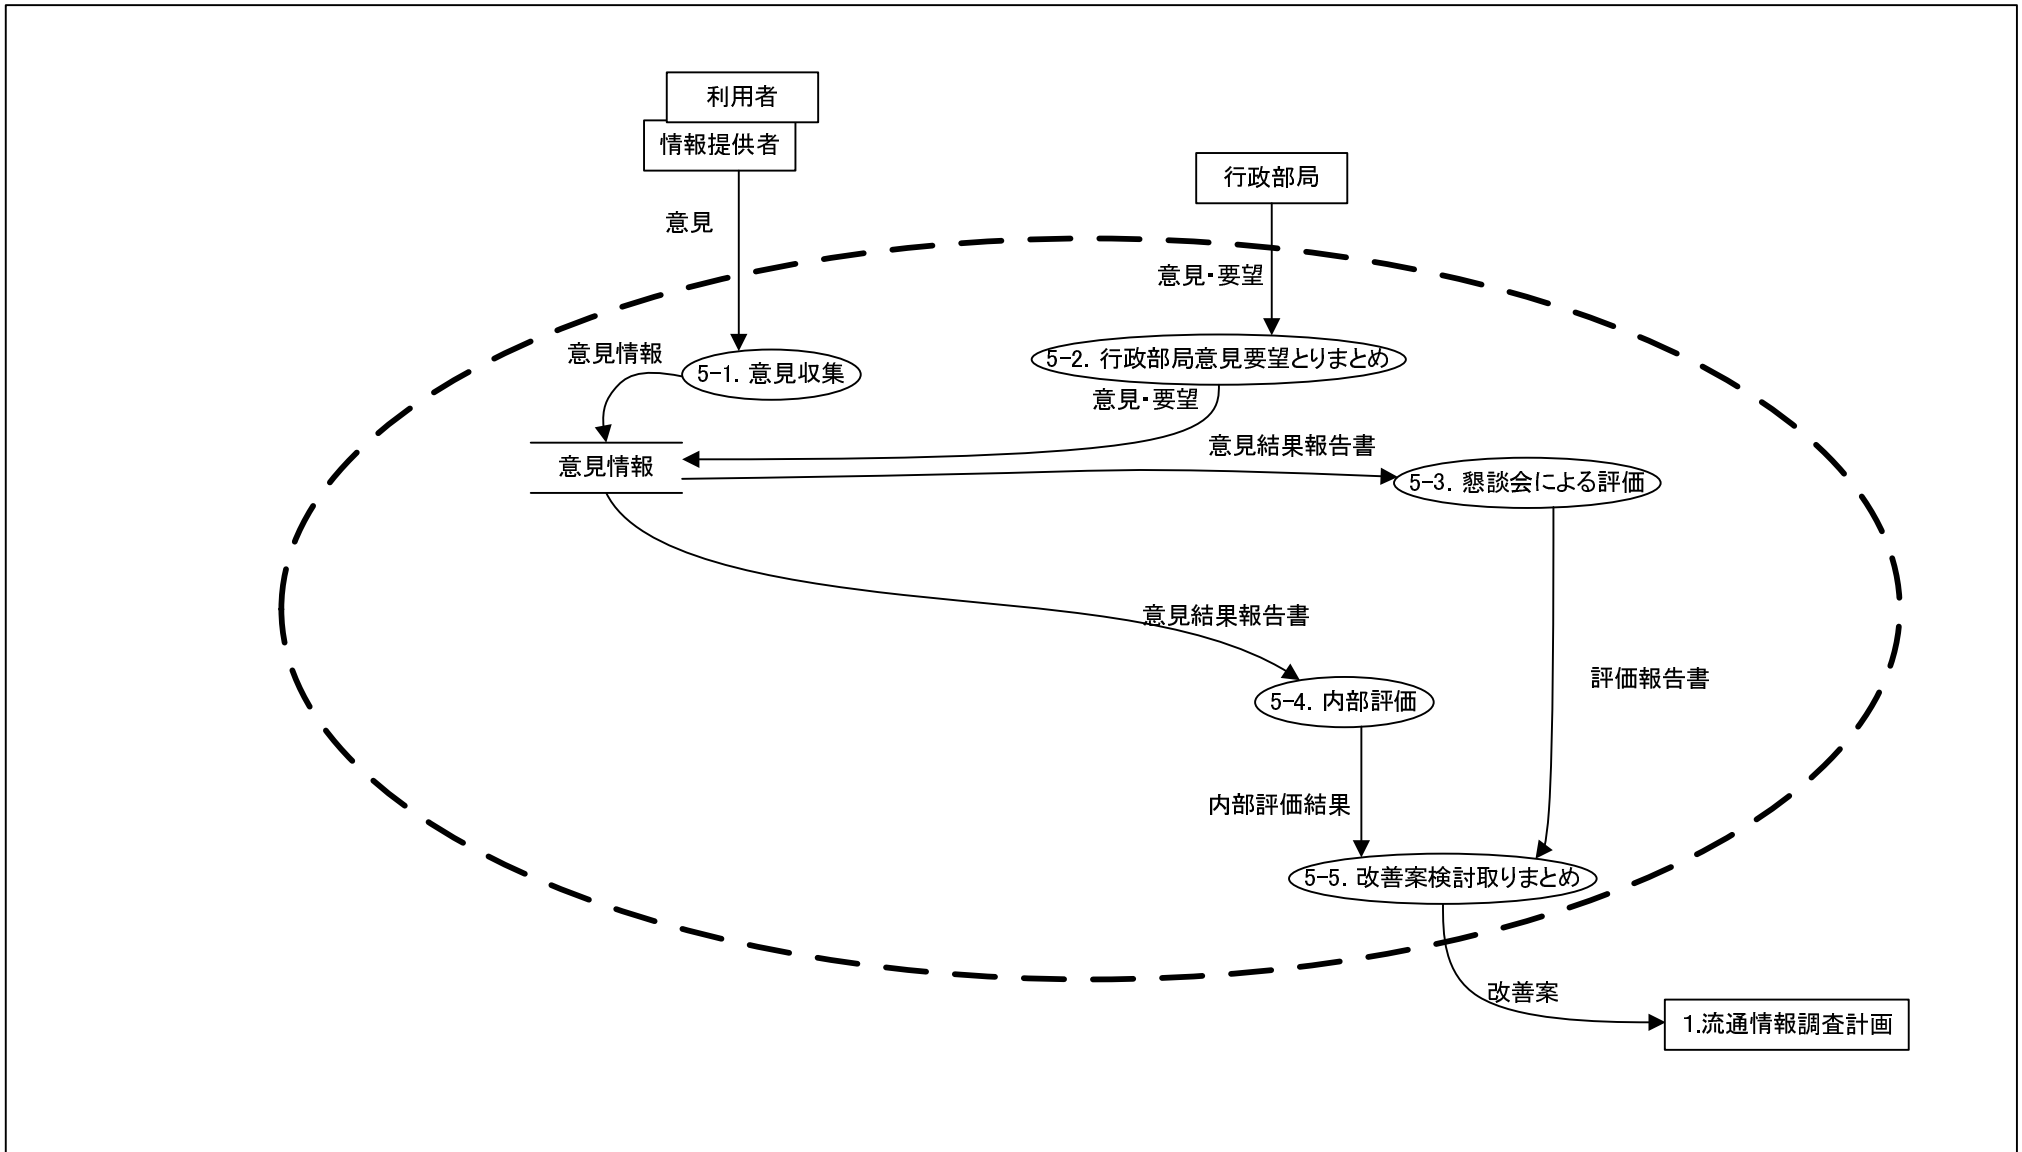 利用者
情報提供者
行政部局
意見
意見・要望
意見情報
5-1. 意見収集
5-2. 行政部局意見要望とりまとめ
意見・要望
意見結果報告書
意見情報
5-3. 懇談会による評価
意見結果報告書
評価報告書
5-4. 内部評価
内部評価結果
5-5. 改善案検討取りまとめ
改善案
1.流通情報調査計画